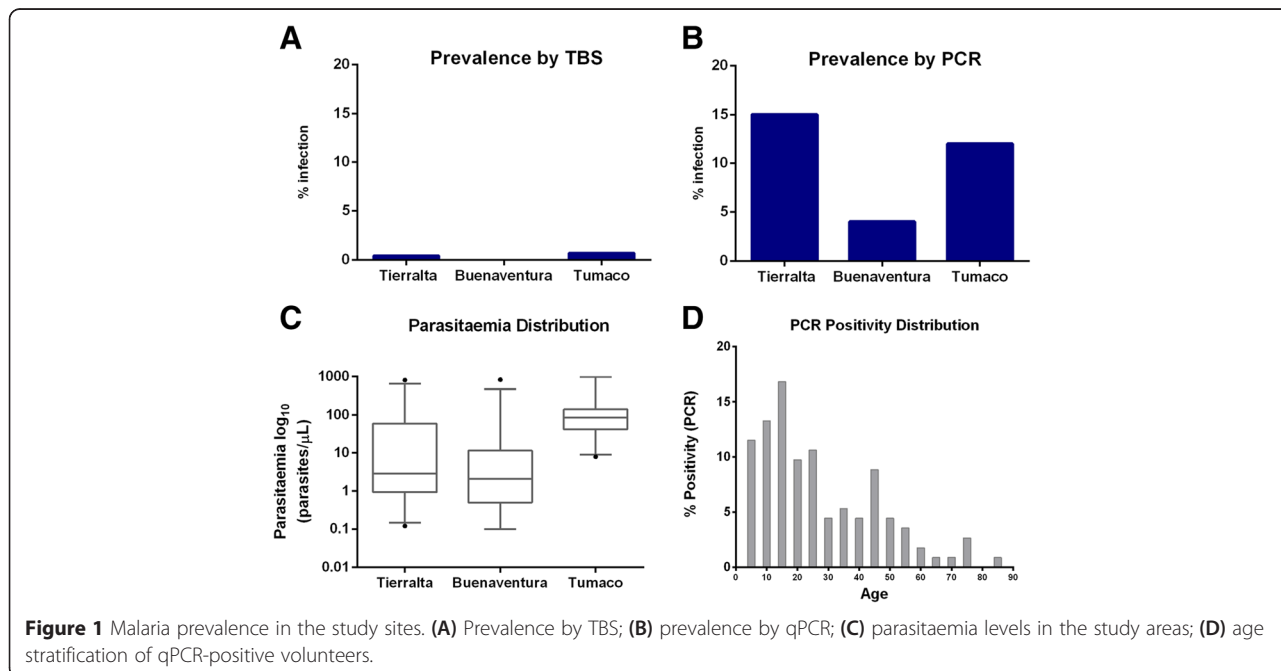 A
Prevalence by TBS
20
15
10
5
0
% infection
Tierralta Buenaventura Tumaco
B
Prevalence by PCR
20
15
10
5
0
% infection
Tierralta Buenaventura Tumaco
C
Parasitaemia Distribution
1000
100
10
1
0.1
0.01
Parasitaemia log10
(parasites/μL)
Tierralta Buenaventura Tumaco
D
PCR Positivity Distribution
20
15
10
5
0
% Positivity (PCR)
0 10 20 30 40 50 60 70 80 90
Age
Figure 1 Malaria prevalence in the study sites. (A) Prevalence by TBS; (B) prevalence by qPCR; (C) parasitaemia levels in the study areas; (D) age
stratification of qPCR-positive volunteers.